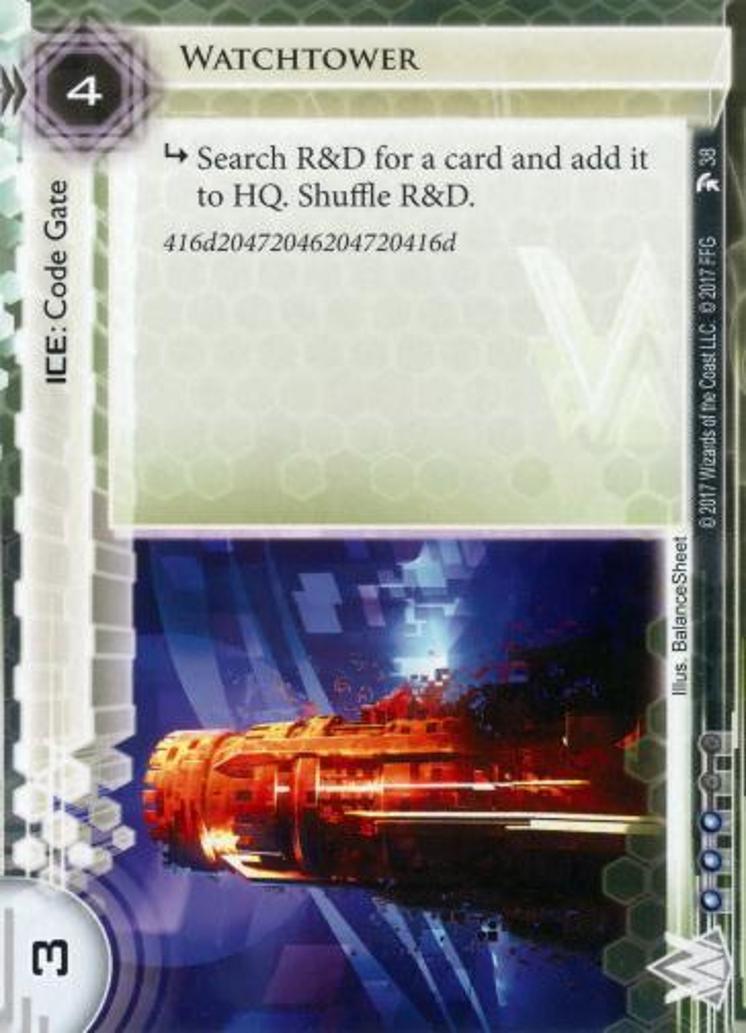 4
WATCHTOWER
↳ Search R&D for a card and add it
to HQ. Shuffle R&D.
416d20472046204720416d
ICE: Code Gate
3
38
© 2017 Wizards of the Coast LLC. © 2017 FFG
Illus. BalanceSheet